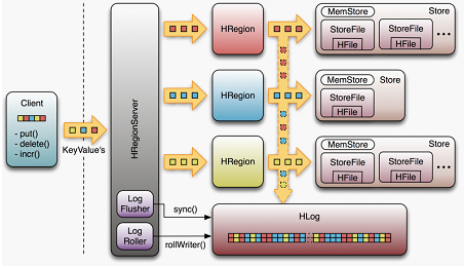 Client
- put()
- delete()
- incr()
KeyValue's
HRegionServer
Log
Flusher
Log
Roller
sync()
rollWriter()
HRegion
MemStore
Store
StoreFile
HFile
StoreFile
HFile
...
HRegion
MemStore
Store
StoreFile
HFile
HRegion
MemStore
Store
StoreFile
HFile
StoreFile
HFile
...
HLog